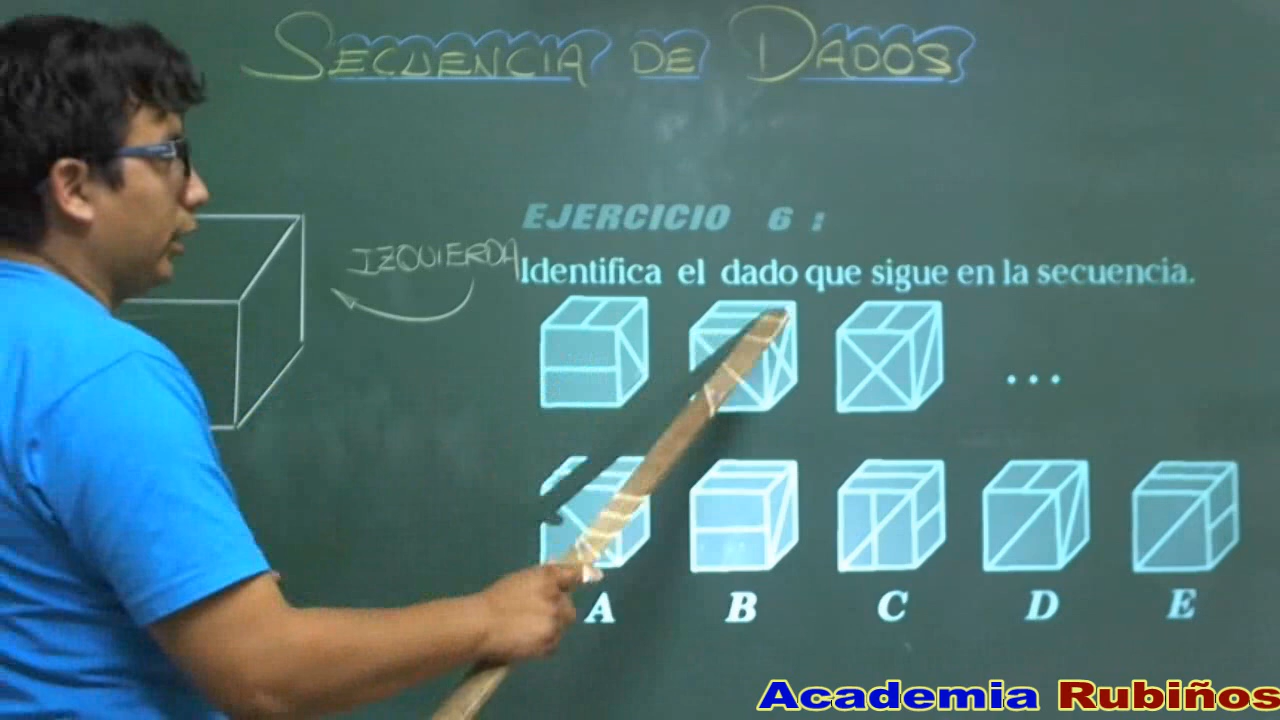 SECUENCIA DE DADOS
EJERCICIO 6 :
IZQUIERDA
Identifica el dado que sigue en la secuencia.
...
A B C D E
Academia Rubiños